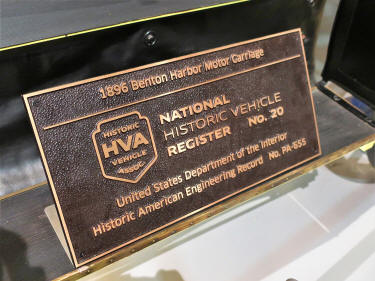 1896 Benton Harbor Motor Carriage
HISTORIC
HVA
VEHICLE
ASSOC.
NATIONAL
HISTORIC VEHICLE
REGISTER NO. 20
United States Department of the Interior
Historic American Engineering Record No. PA-655